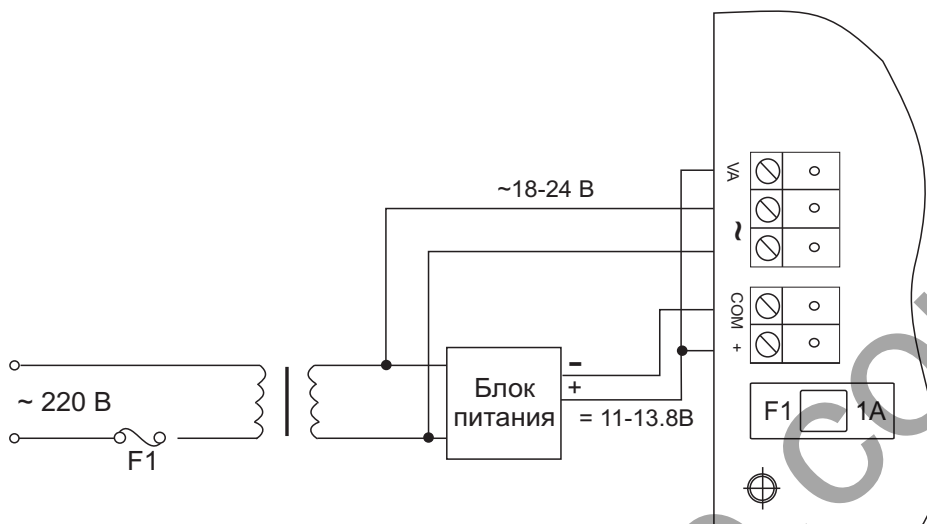 ~18-24 В
VA
~
COM
+
~ 220 В
F1
Блок
питания
-
+
= 11-13.8В
F1 1A